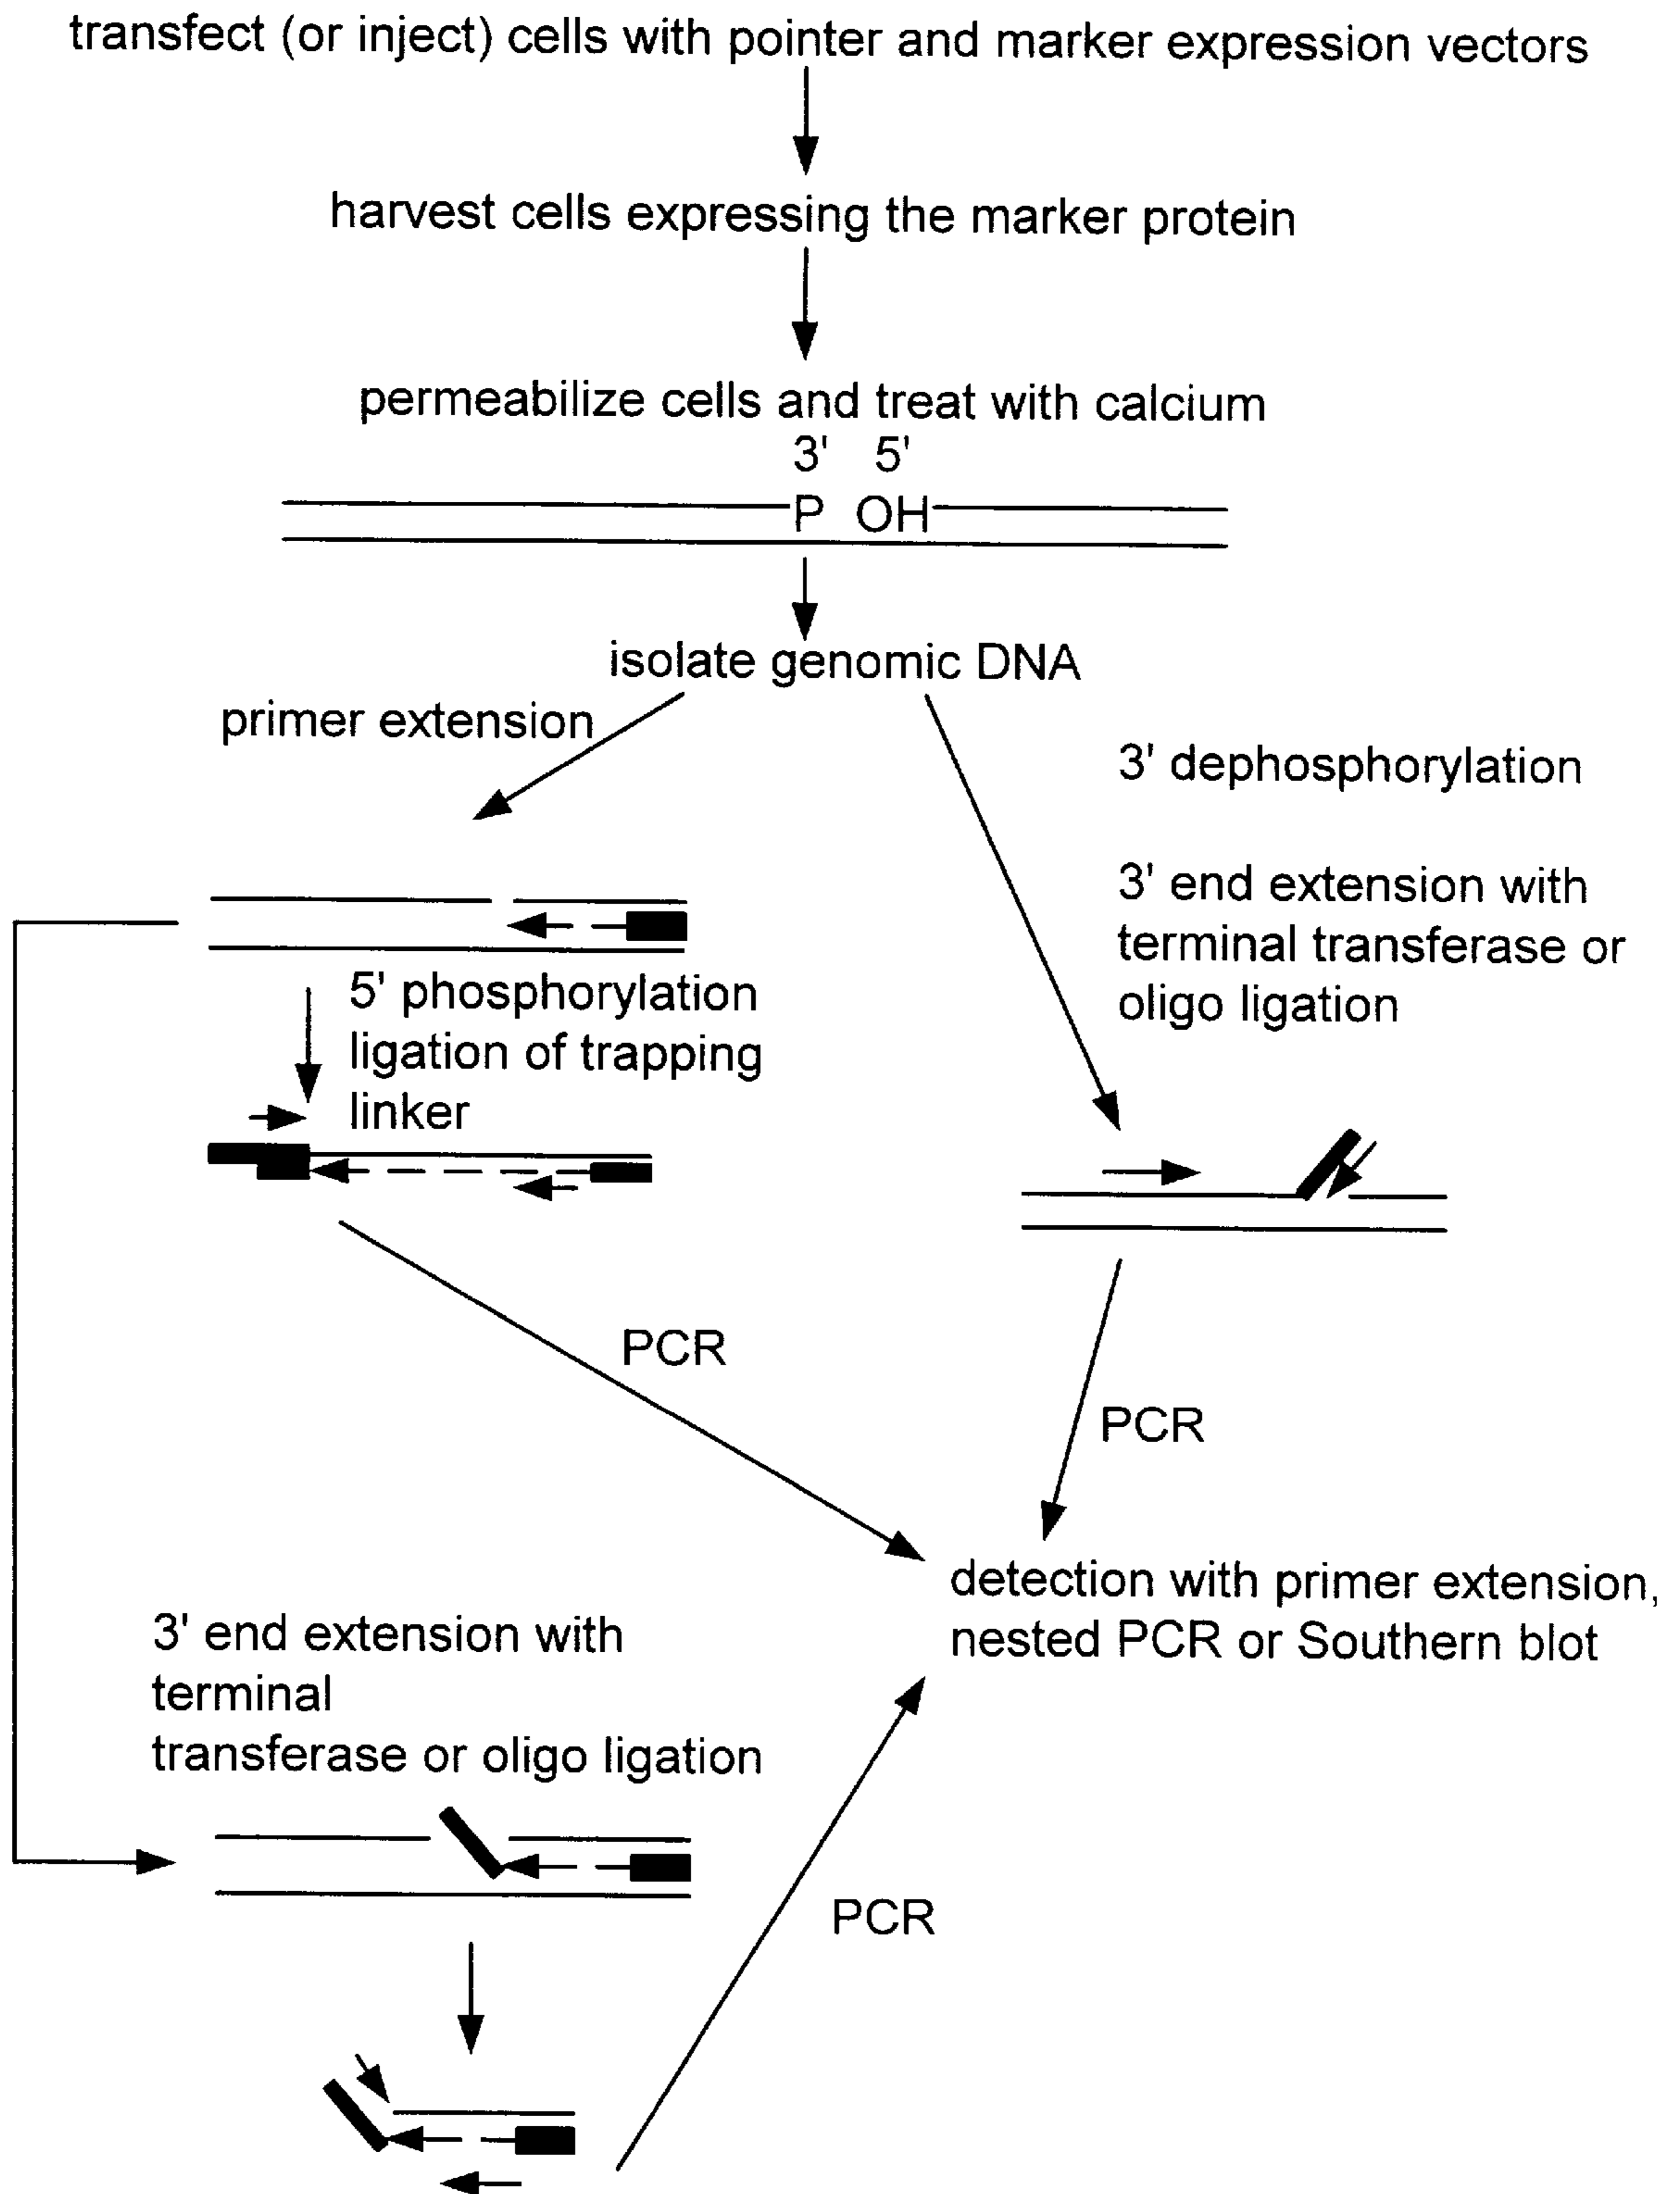 transfect (or inject) cells with pointer and marker expression vectors
harvest cells expressing the marker protein
permeabilize cells and treat with calcium
3' 5'
P OH
isolate genomic DNA
primer extension
3' dephosphorylation
3' end extension with
terminal transferase or
oligo ligation
5' phosphorylation
ligation of trapping
linker
PCR
PCR
detection with primer extension,
nested PCR or Southern blot
3' end extension with
terminal
transferase or oligo ligation
PCR